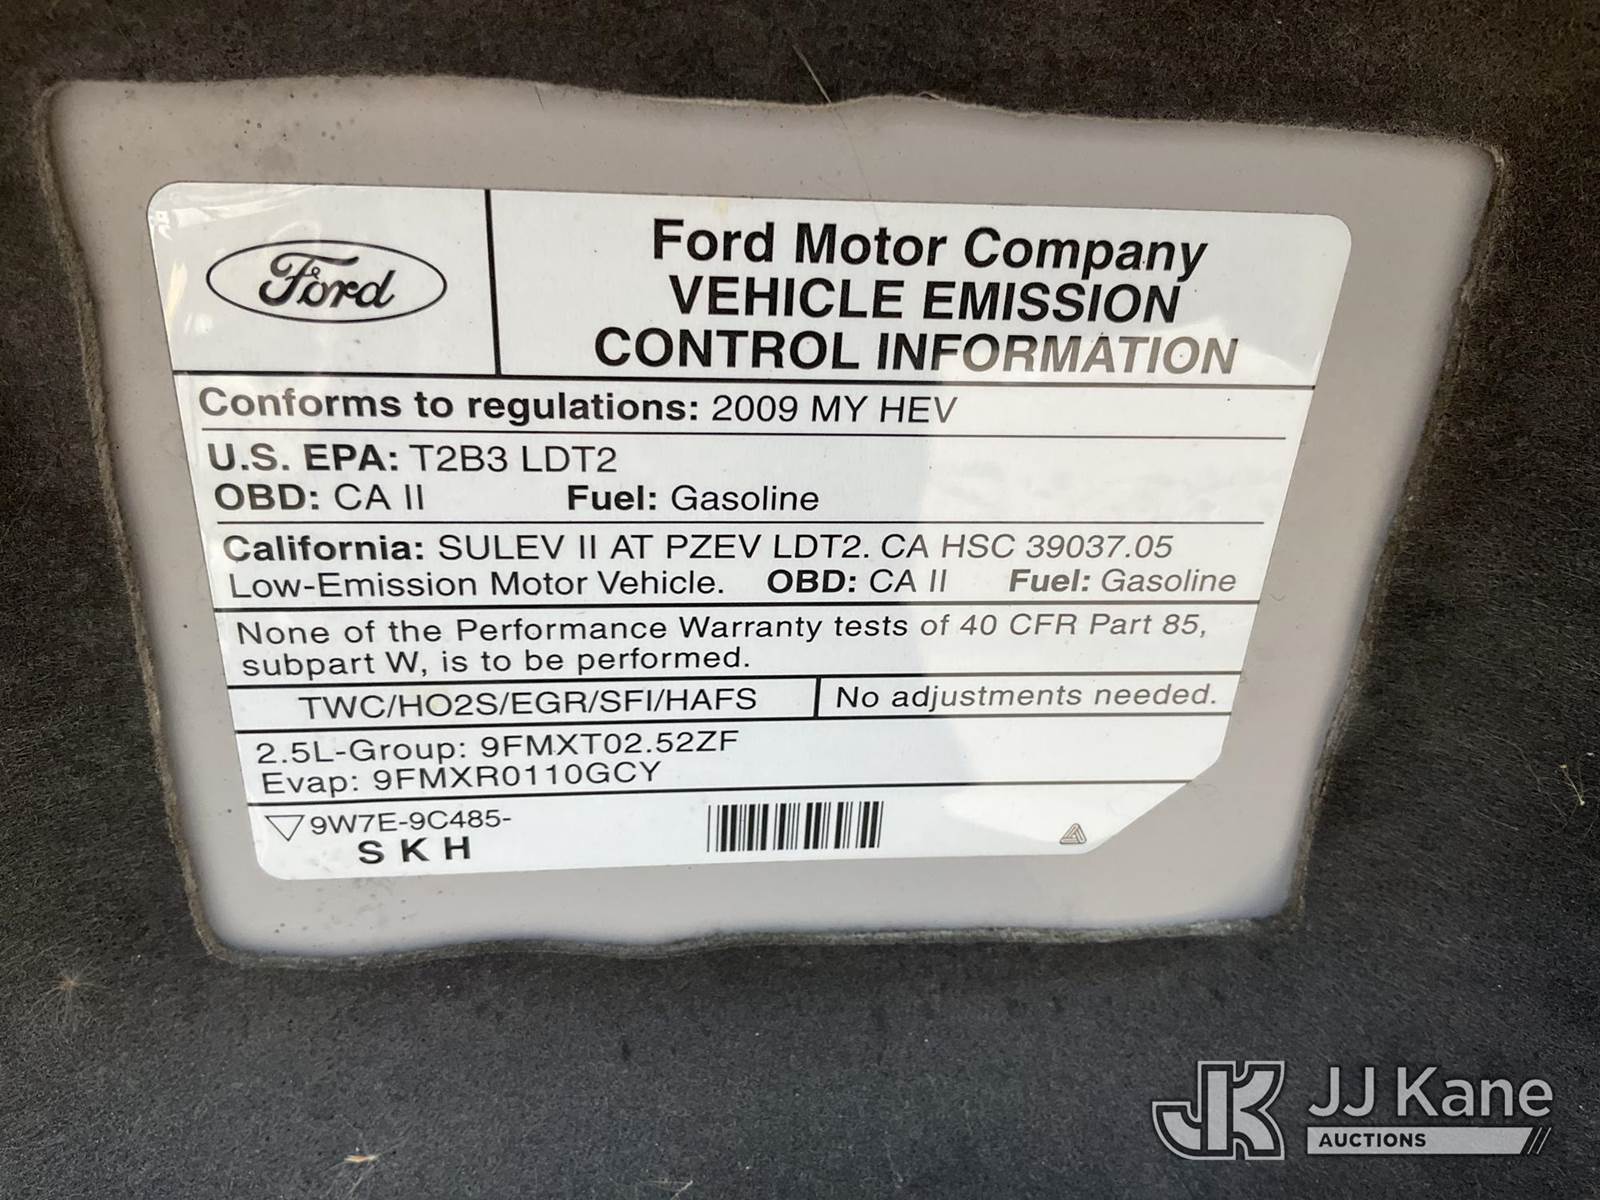 Ford
Ford Motor Company
VEHICLE EMISSION
CONTROL INFORMATION
Conforms to regulations: 2009 MY HEV
U.S. EPA: T2B3 LDT2
OBD: CA II Fuel: Gasoline
California: SULEV II AT PZEV LDT2. CA HSC 39037.05
Low-Emission Motor Vehicle. OBD: CA II Fuel: Gasoline
None of the Performance Warranty tests of 40 CFR Part 85,
subpart W, is to be performed.
TWC/HO2S/EGR/SFI/HAFS No adjustments needed.
2.5L-Group: 9FMXT02.52ZF
Evap: 9FMXR0110GCY
9W7E-9C485-
S K H
JK JJ Kane
AUCTIONS